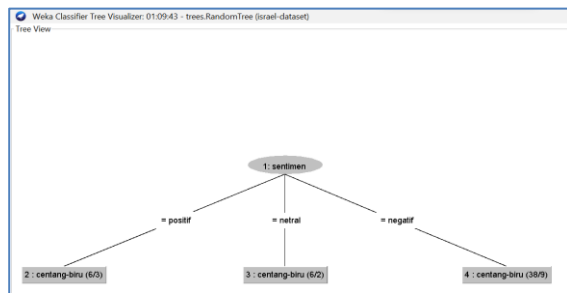 Weka Classifier Tree Visualizer: 01:09:43 - trees.RandomTree (israel-dataset)
Tree View
1: sentimen
= positif
= netral
= negatif
2 : centang-biru (6/3)
3 : centang-biru (6/2)
4 : centang-biru (38/9)